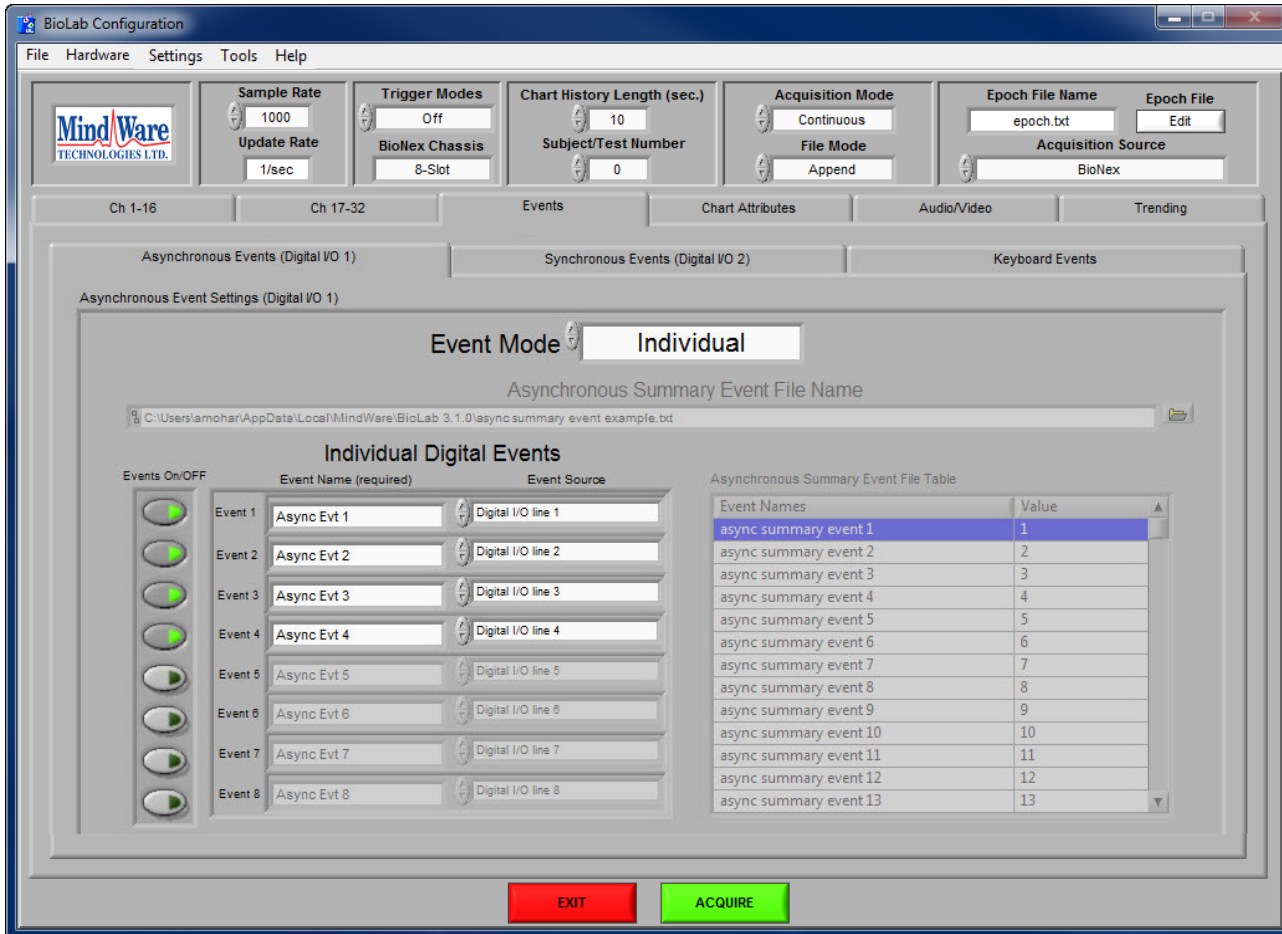 BioLab Configuration
File Hardware Settings Tools Help
MindWare
TECHNOLOGIES LTD.
Sample Rate
1000
Update Rate
1/sec
Trigger Modes
Off
BioNex Chassis
8-Slot
Chart History Length (sec.)
10
Subject/Test Number
0
Acquisition Mode
Continuous
File Mode
Append
Epoch File Name
epoch.txt
Epoch File
Edit
Acquisition Source
BioNex
Ch 1-16 Ch 17-32 Events Chart Attributes Audio/Video Trending
Asynchronous Events (Digital I/O 1) Synchronous Events (Digital I/O 2) Keyboard Events
Asynchronous Event Settings (Digital I/O 1)
Event Mode Individual
Asynchronous Summary Event File Name
C:\Users\amohar\AppData\Local\MindWare\BioLab 3.1.0\async summary event example.txt
Individual Digital Events
Events On/OFF Event Name (required) Event Source
Event 1 Async Evt 1 Digital I/O line 1
Event 2 Async Evt 2 Digital I/O line 2
Event 3 Async Evt 3 Digital I/O line 3
Event 4 Async Evt 4 Digital I/O line 4
Event 5 Async Evt 5 Digital I/O line 5
Event 6 Async Evt 6 Digital I/O line 6
Event 7 Async Evt 7 Digital I/O line 7
Event 8 Async Evt 8 Digital I/O line 8
Asynchronous Summary Event File Table
Event Names Value
async summary event 1 1
async summary event 2 2
async summary event 3 3
async summary event 4 4
async summary event 5 5
async summary event 6 6
async summary event 7 7
async summary event 8 8
async summary event 9 9
async summary event 10 10
async summary event 11 11
async summary event 12 12
async summary event 13 13
EXIT ACQUIRE